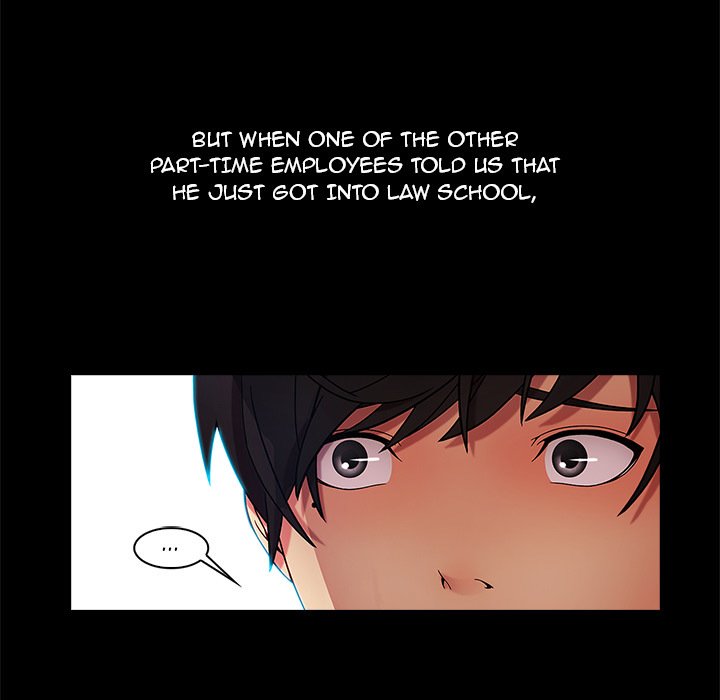 BUT WHEN ONE OF THE OTHER
PART-TIME EMPLOYEES TOLD US THAT
HE JUST GOT INTO LAW SCHOOL,
...